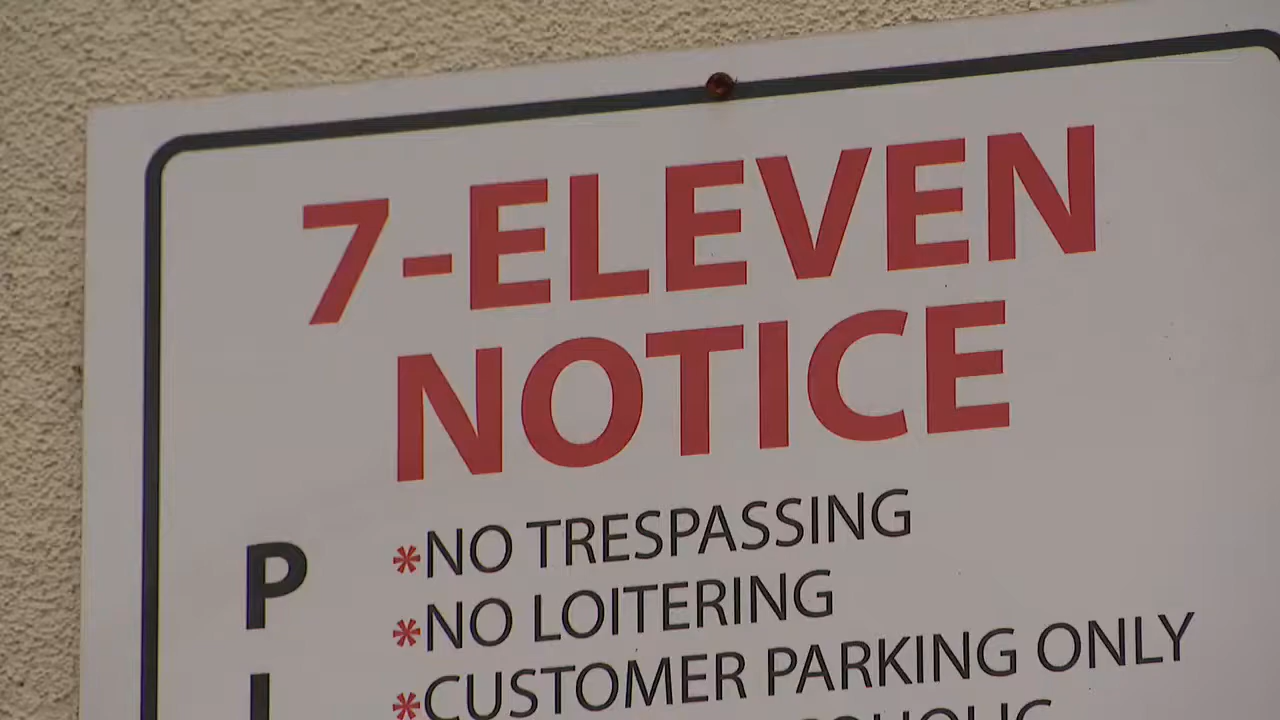 7-ELEVEN
NOTICE
*NO TRESPASSING
P
*NO LOITERING
*CUSTOMER PARKING ONLY